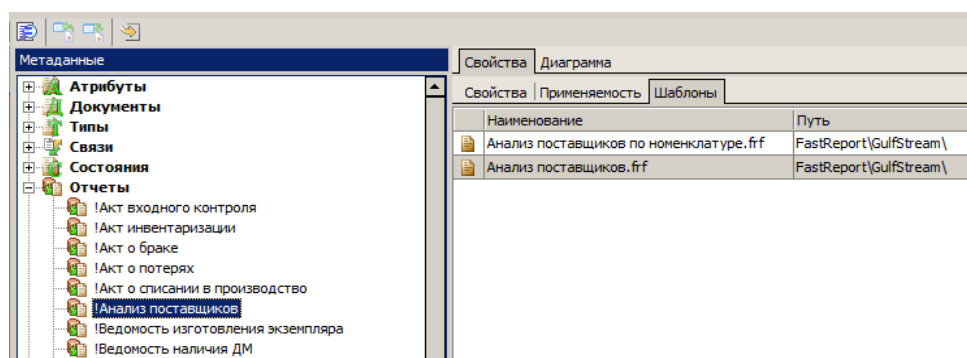 Метаданные
Атрибуты
Документы
Типы
Связи
Состояния
Отчеты
!Акт входного контроля
!Акт инвентаризации
!Акт о браке
!Акт о потерях
!Акт о списании в производство
!Анализ поставщиков
!Ведомость изготовления экземпляра
!Ведомость наличия ДМ
Свойства Диаграмма
Свойства Применяемость Шаблоны
Наименование Путь
Анализ поставщиков по номенклатуре.frf FastReport\GulfStream\
Анализ поставщиков.frf FastReport\GulfStream\